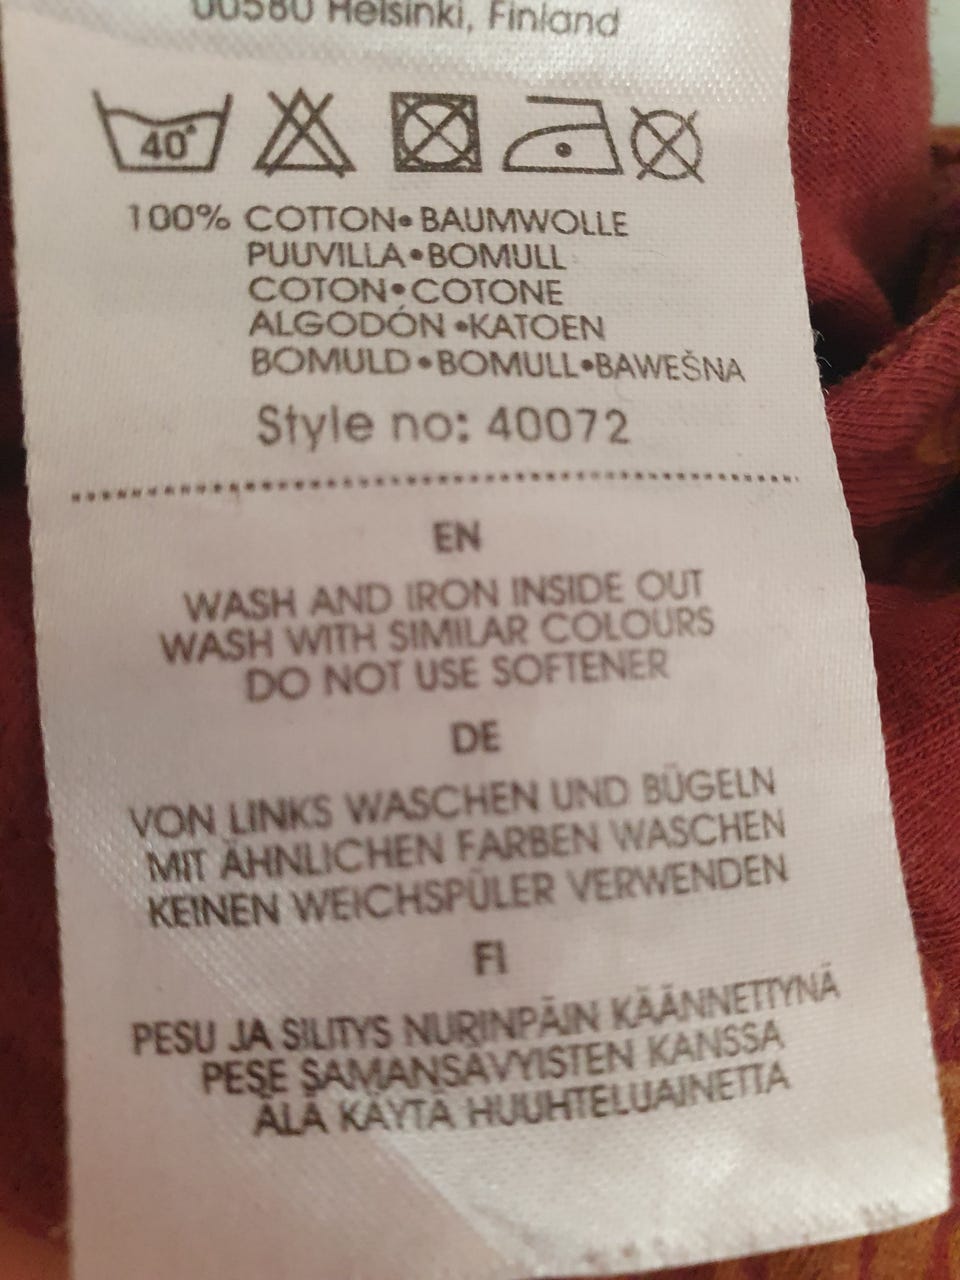 00580 Helsinki, Finland
40°
100% COTTON•BAUMWOLLE
PUUVILLA•BOMULL
COTON•COTONE
ALGODÓN•KATOEN
BOMULD•BOMULL•BAWEŠNA
Style no: 40072
EN
WASH AND IRON INSIDE OUT
WASH WITH SIMILAR COLOURS
DO NOT USE SOFTENER
DE
VON LINKS WASCHEN UND BÜGELN
MIT ÄHNLICHEN FARBEN WASCHEN
KEINEN WEICHSPÜLER VERWENDEN
FI
PESU JA SILITYS NURINPÄIN KÄÄNNETTYNÄ
PESE SAMANSÄVYISTEN KANSSA
ÄLÄ KÄYTÄ HUUHTELUAINETTA